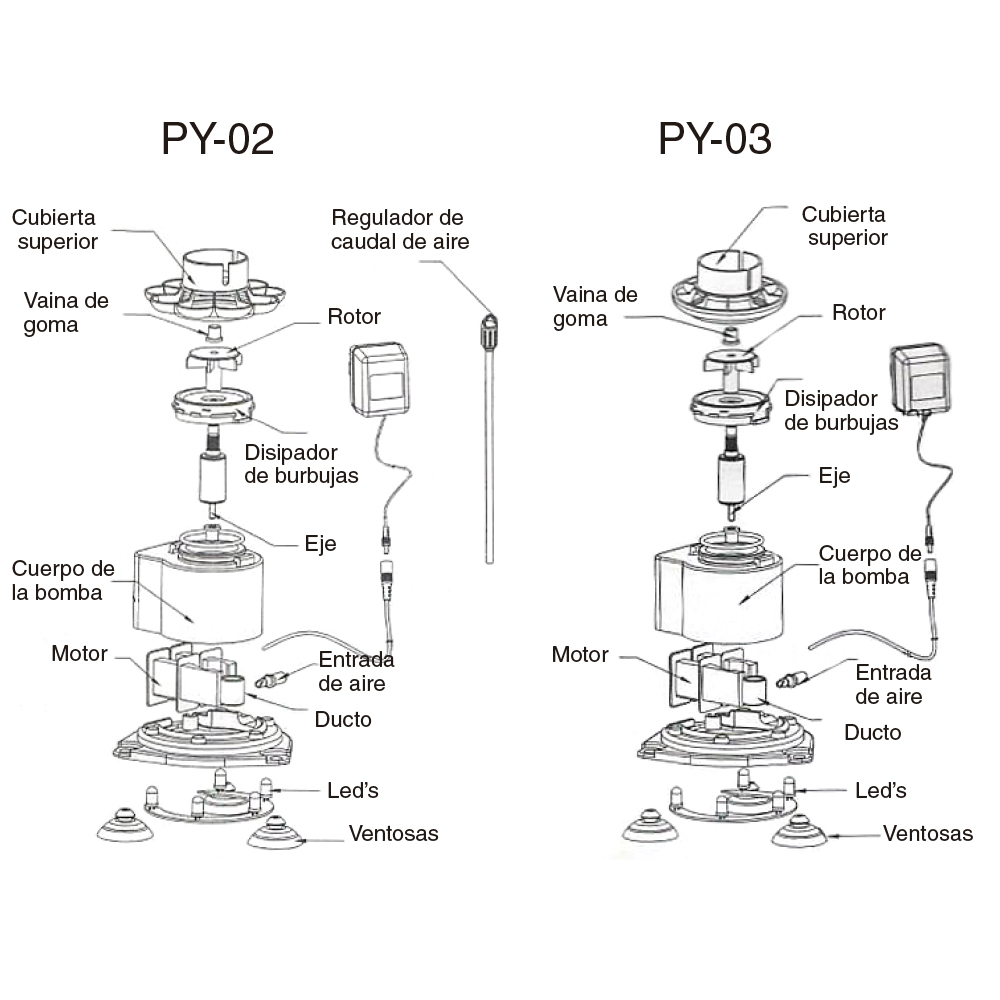 PY-02
Cubierta
superior
Regulador de
caudal de aire
Vaina de
goma
Rotor
Disipador
de burbujas
Eje
Cuerpo de
la bomba
Motor
Entrada
de aire
Ducto
Led's
Ventosas
PY-03
Cubierta
superior
Vaina de
goma
Rotor
Disipador
de burbujas
Eje
Cuerpo de
la bomba
Motor
Entrada
de aire
Ducto
Led's
Ventosas